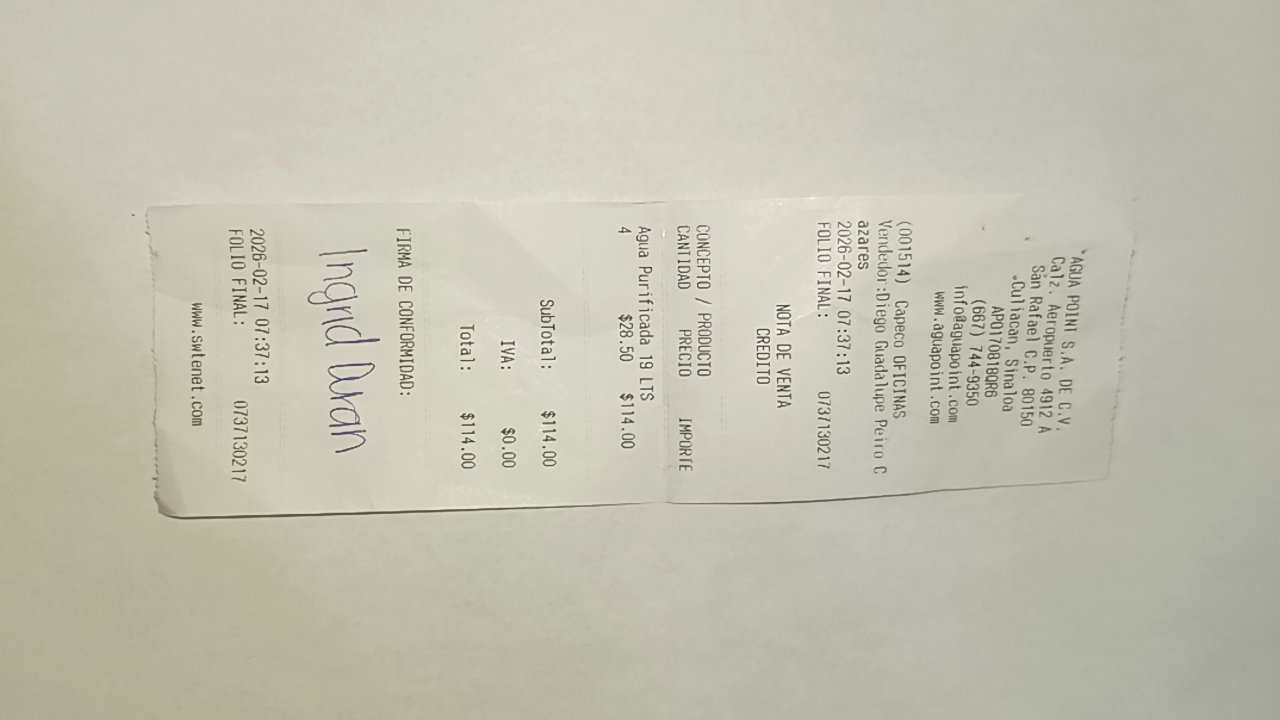 AGUA POINT S.A. DE C.V.
Calz. Aeropuerto 4912 A
San Rafael C.P. 80150
Culiacan, Sinaloa
APO170818QR6
(667) 744-9350
info@aguapoint.com
www.aguapoint.com
(001514) Capeco OFICINAS
Vendedor:Diego Guadalupe Peiro C
azares
2026-02-17 07:37:13
FOLIO FINAL: 0737130217
NOTA DE VENTA
CREDITO
CONCEPTO / PRODUCTO
CANTIDAD PRECIO IMPORTE
Agua Purificada 19 LTS
4 $28.50 $114.00
SubTotal: $114.00
IVA: $0.00
Total: $114.00
FIRMA DE CONFORMIDAD:
Ingrid Duran
2026-02-17 07:37:13
FOLIO FINAL: 0737130217
www.swtenet.com